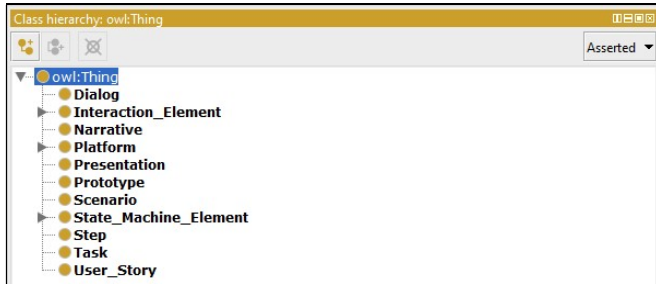 Class hierarchy: owl:Thing
Asserted
owl:Thing
Dialog
Interaction_Element
Narrative
Platform
Presentation
Prototype
Scenario
State_Machine_Element
Step
Task
User_Story